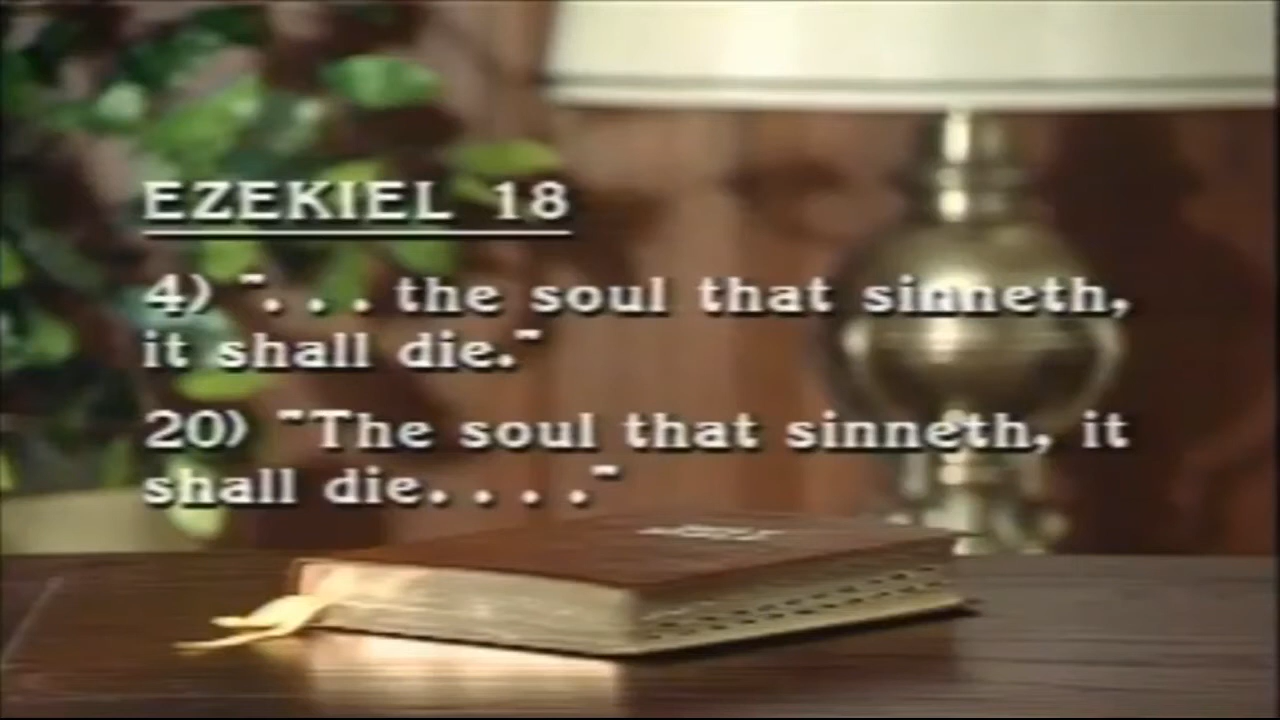 EZEKIEL 18
4) ". . . the soul that sinneth,
it shall die."
20) "The soul that sinneth, it
shall die. . . ."